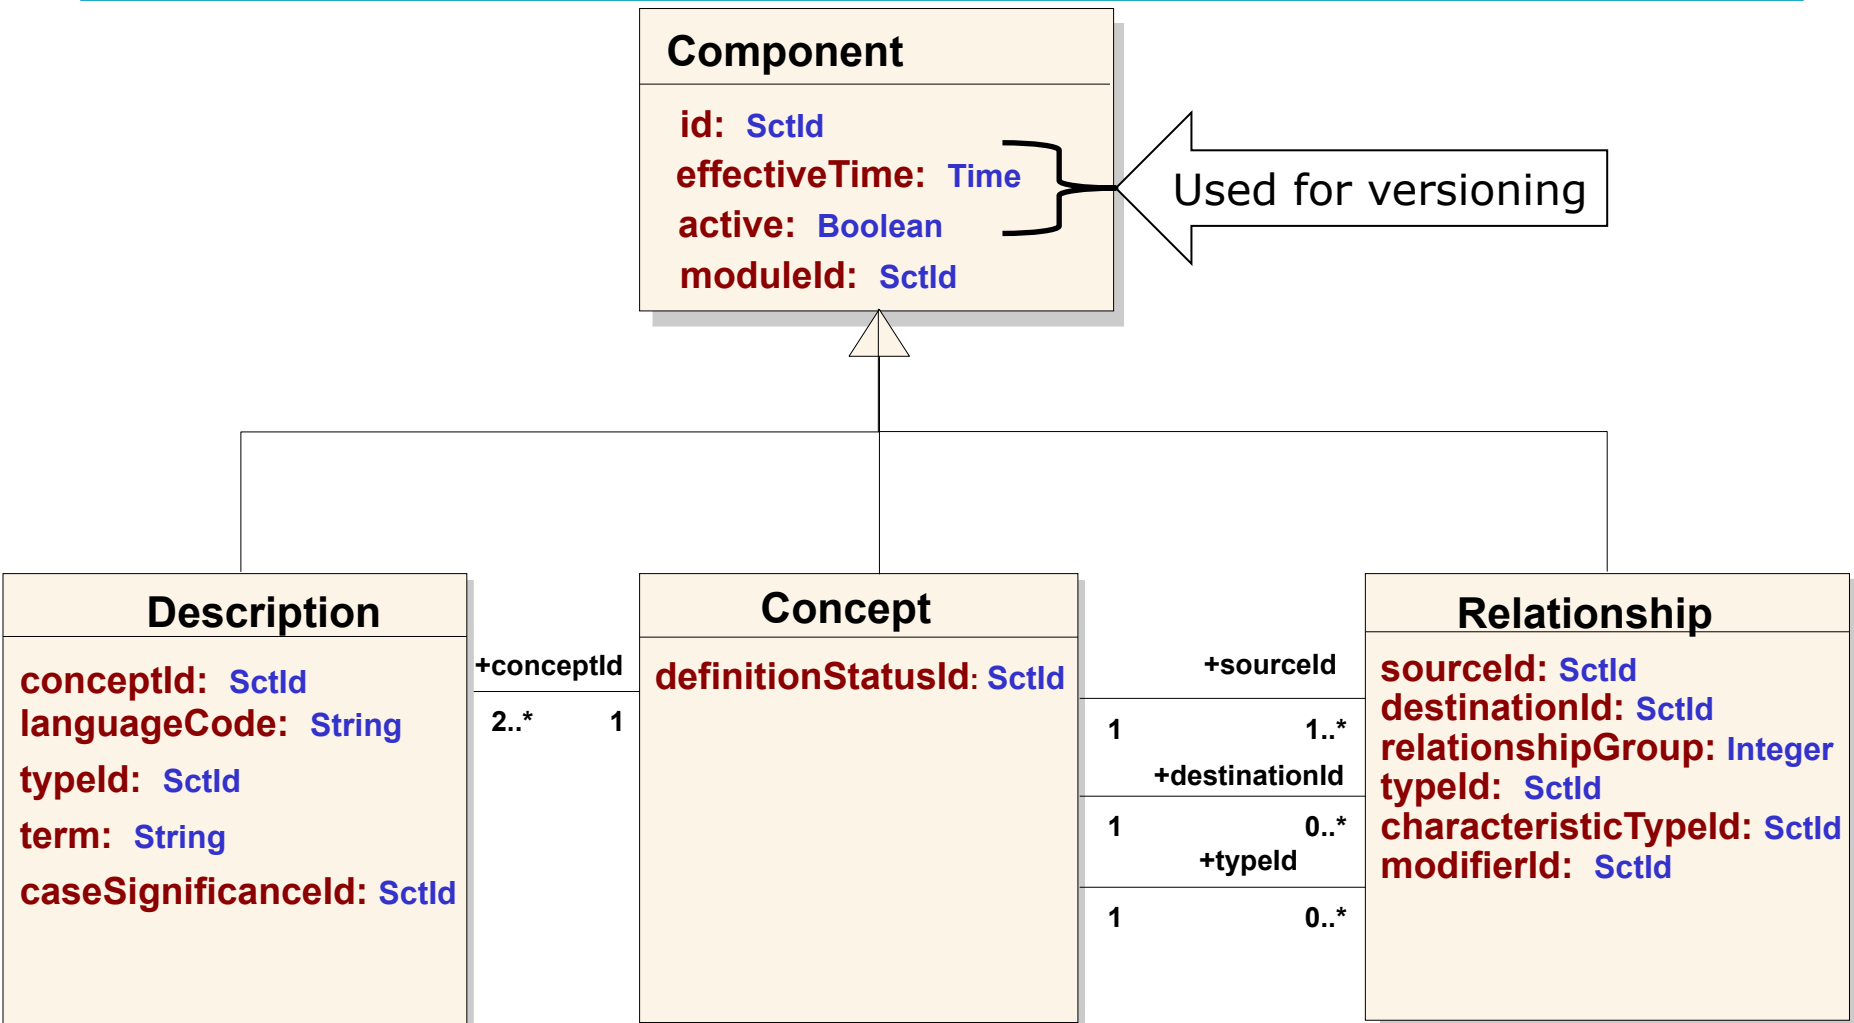 Component
id: SctId
effectiveTime: Time
active: Boolean
moduleId: SctId
Used for versioning
Description
conceptId: SctId
languageCode: String
typeId: SctId
term: String
caseSignificanceId: SctId
+conceptId
2..* 1
Concept
definitionStatusId: SctId
+sourceId
1 1..*
+destinationId
1 0..*
+typeId
1 0..*
Relationship
sourceId: SctId
destinationId: SctId
relationshipGroup: Integer
typeId: SctId
characteristicTypeId: SctId
modifierId: SctId